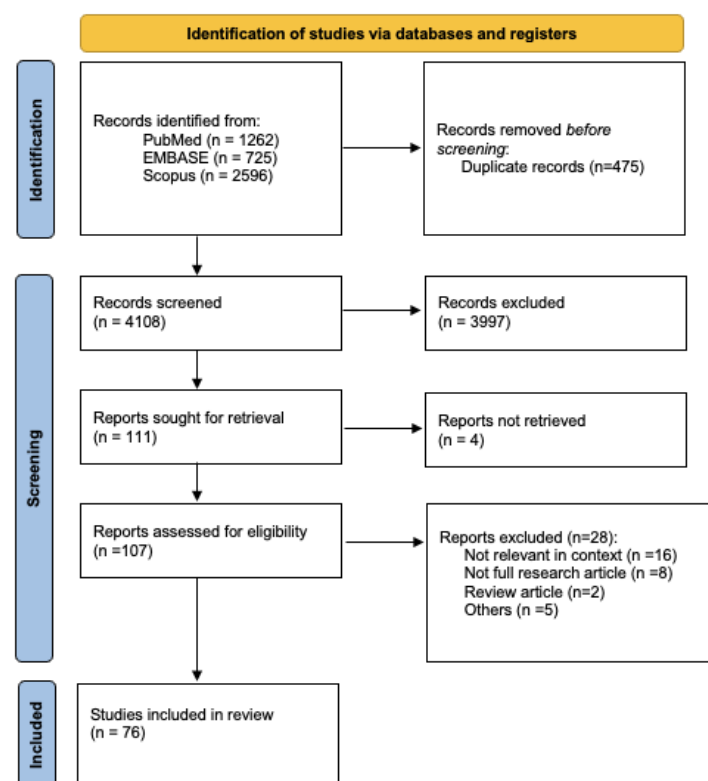 Identification of studies via databases and registers
Identification
Records identified from:
PubMed (n = 1262)
EMBASE (n = 725)
Scopus (n = 2596)
Records removed before
screening:
Duplicate records (n=475)
Screening
Records screened
(n = 4108)
Records excluded
(n = 3997)
Reports sought for retrieval
(n = 111)
Reports not retrieved
(n = 4)
Reports assessed for eligibility
(n =107)
Reports excluded (n=28):
Not relevant in context (n =16)
Not full research article (n =8)
Review article (n=2)
Others (n =5)
Included
Studies included in review
(n = 76)